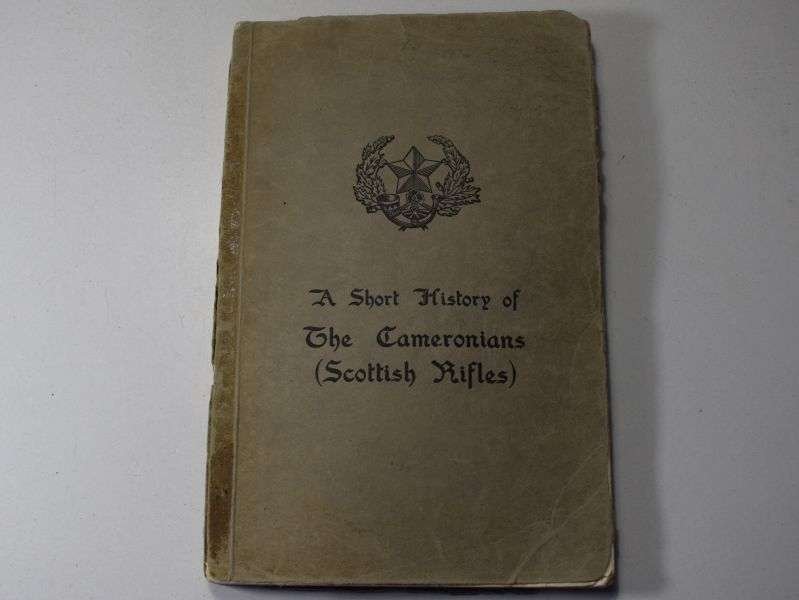 A Short History of
The Cameronians
(Scottish Rifles)